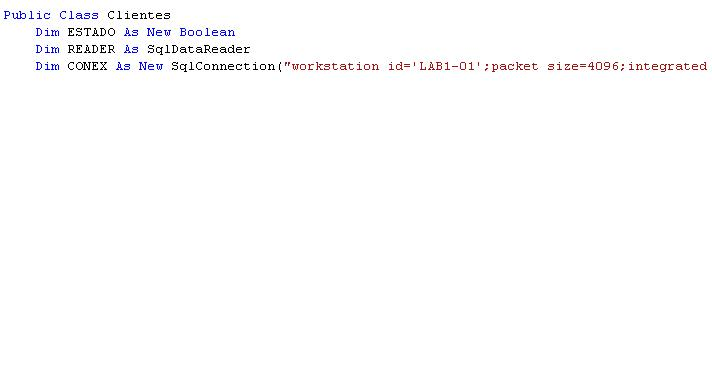 Public Class Clientes
Dim ESTADO As New Boolean
Dim READER As SqlDataReader
Dim CONEX As New SqlConnection("workstation id='LAB1-01';packet size=4096;integrated